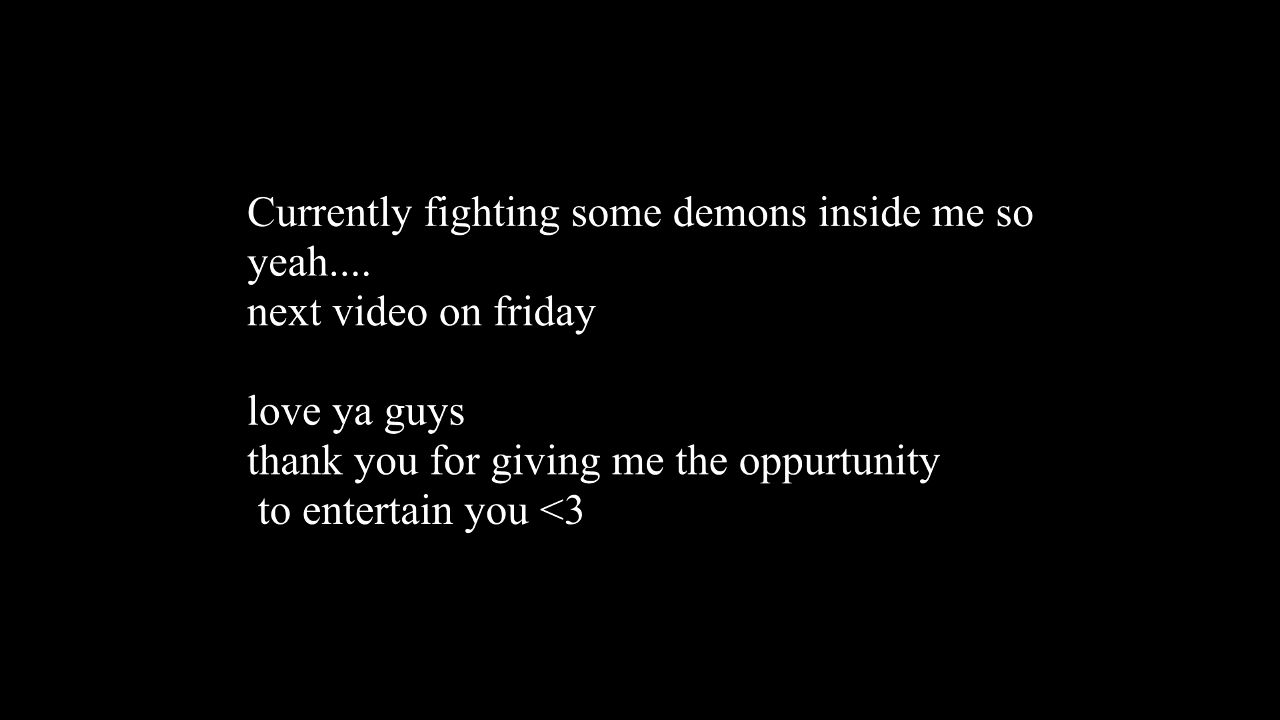 Currently fighting some demons inside me so
yeah....
next video on friday
love ya guys
thank you for giving me the oppurtunity
to entertain you <3